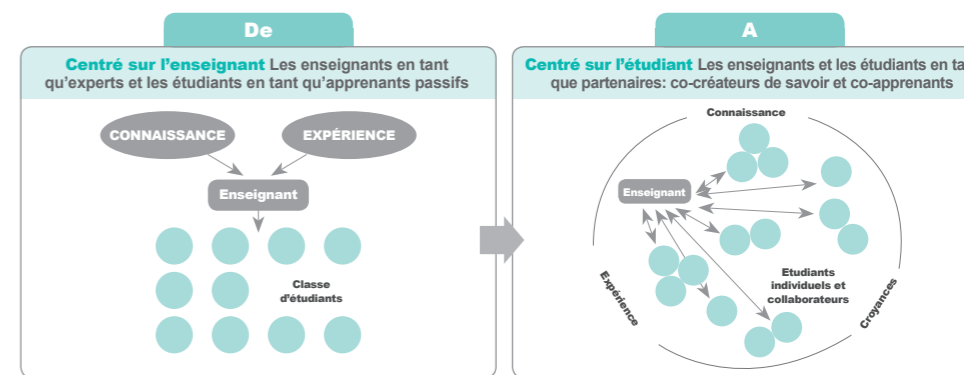 De
Centré sur l'enseignant Les enseignants en tant
qu'experts et les étudiants en tant qu'apprenants passifs
CONNAISSANCE
EXPÉRIENCE
Enseignant
Classe
d'étudiants
A
Centré sur l'étudiant Les enseignants et les étudiants en
que partenaires: co-créateurs de savoir et co-apprenants
Connaissance
Enseignant
Etudiants
individuels et
collaborateurs
Expérience
Croyances